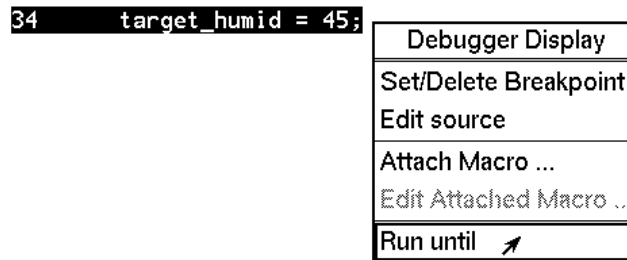 34 target_humid = 45;
Debugger Display
Set/Delete Breakpoint
Edit source
Attach Macro ...
Edit Attached Macro ..
Run until